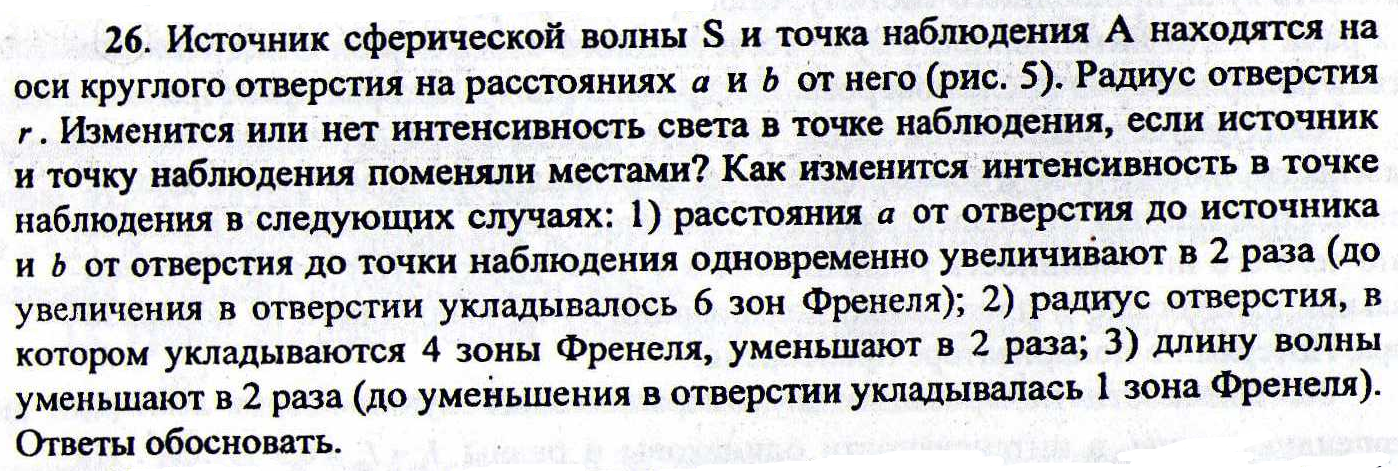 26. Источник сферической волны S и точка наблюдения A находятся на
оси круглого отверстия на расстояниях a и b от него (рис. 5). Радиус отверстия
r. Изменится или нет интенсивность света в точке наблюдения, если источник
и точку наблюдения поменяли местами? Как изменится интенсивность в точке
наблюдения в следующих случаях: 1) расстояния a от отверстия до источника
и b от отверстия до точки наблюдения одновременно увеличивают в 2 раза (до
увеличения в отверстии укладывалось 6 зон Френеля); 2) радиус отверстия, в
котором укладываются 4 зоны Френеля, уменьшают в 2 раза; 3) длину волны
уменьшают в 2 раза (до уменьшения в отверстии укладывалась 1 зона Френеля).
Ответы обосновать.